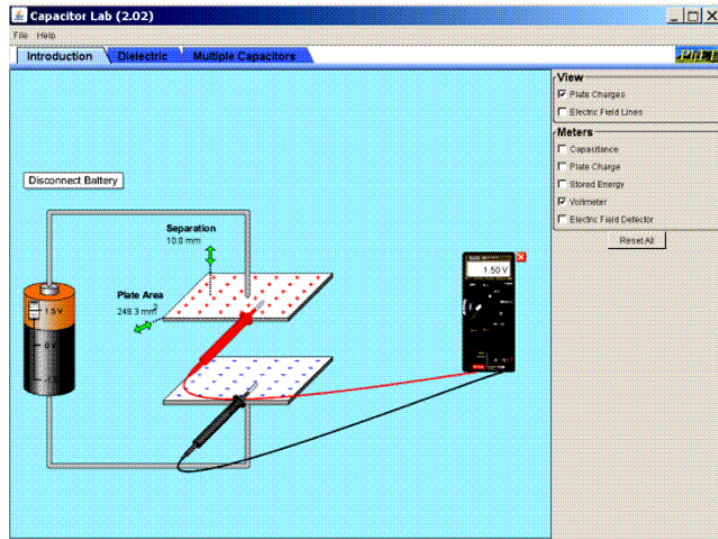 Capacitor Lab (2.02)
File Help
Introduction Dielectric Multiple Capacitors
PhET
View
Plate Charges
Electric Field Lines
Meters
Capacitance
Plate Charge
Stored Energy
Voltmeter
Electric Field Detector
Reset All
Disconnect Battery
Separation
10.0 mm
Plate Area
249.3 mm2
1.5 V
0 V
1.50 V